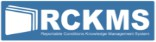 RCKMS
Reportable Conditions Knowledge Management System